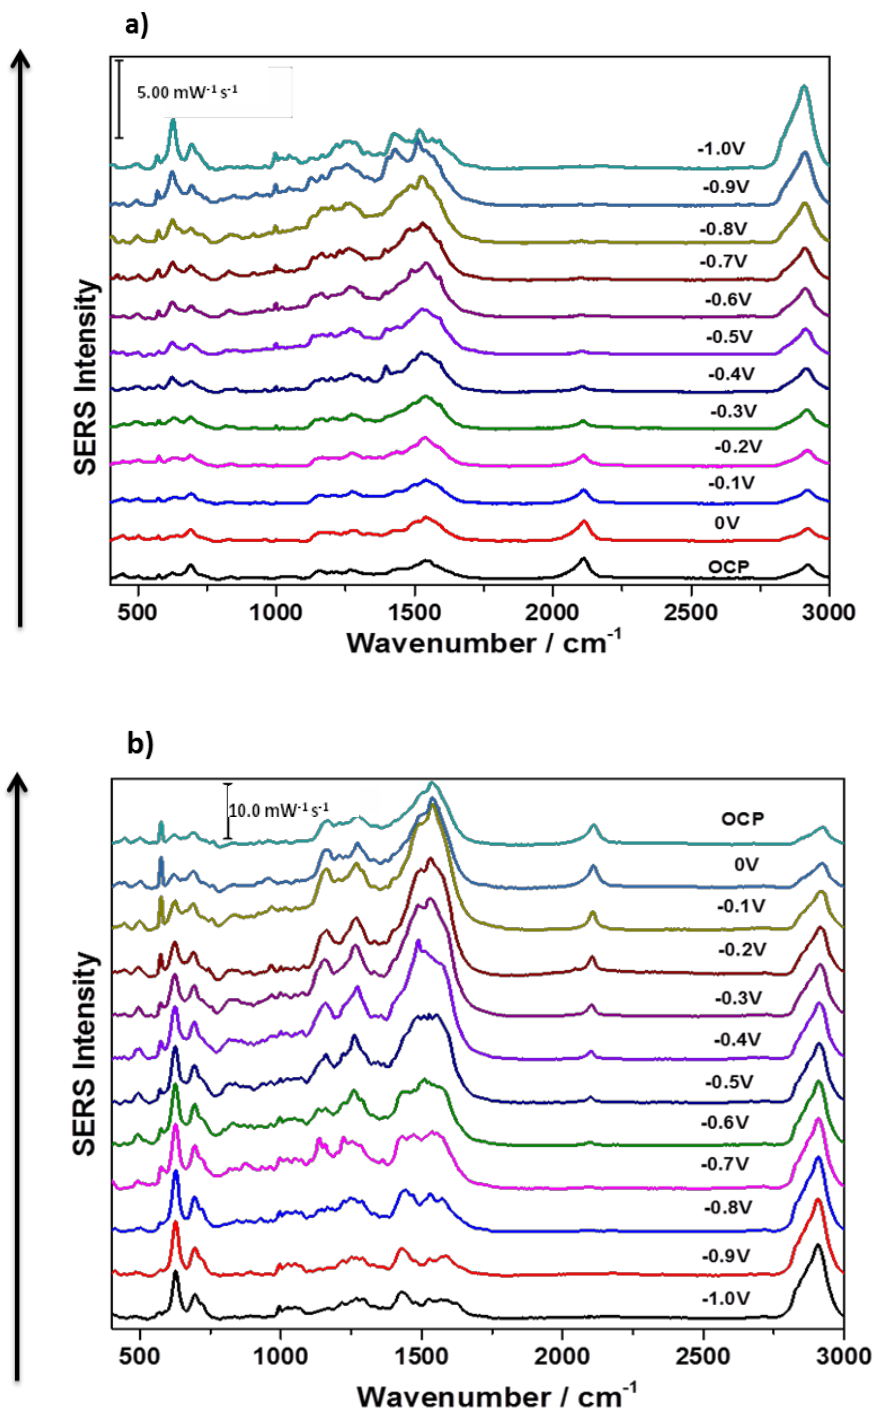 a)
5.00 mW-1 s-1
-1.0V
-0.9V
-0.8V
-0.7V
-0.6V
-0.5V
-0.4V
-0.3V
-0.2V
-0.1V
0V
OCP
SERS Intensity
500 1000 1500 2000 2500 3000
Wavenumber / cm-1
b)
10.0 mW-1 s-1
OCP
0V
-0.1V
-0.2V
-0.3V
-0.4V
-0.5V
-0.6V
-0.7V
-0.8V
-0.9V
-1.0V
SERS Intensity
500 1000 1500 2000 2500 3000
Wavenumber / cm-1